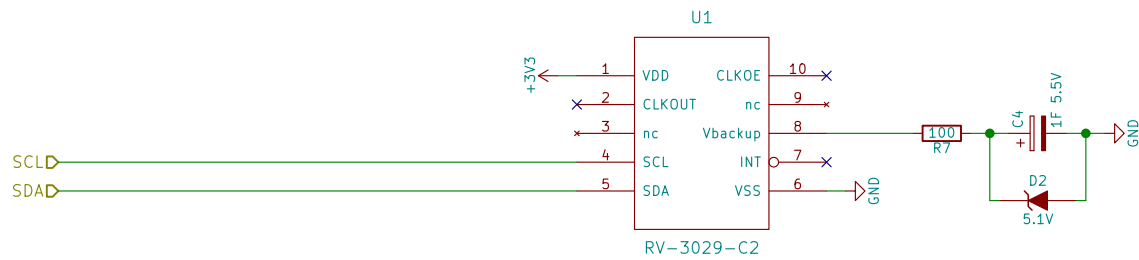 U1
+3V3
1 VDD CLKOE 10
2 CLKOUT nc 9
3 nc Vbackup 8
SCL 4 SCL INT 7
SDA 5 SDA VSS 6
GND
RV-3029-C2
100
R7
C4
+
1F 5.5V
GND
D2
5.1V